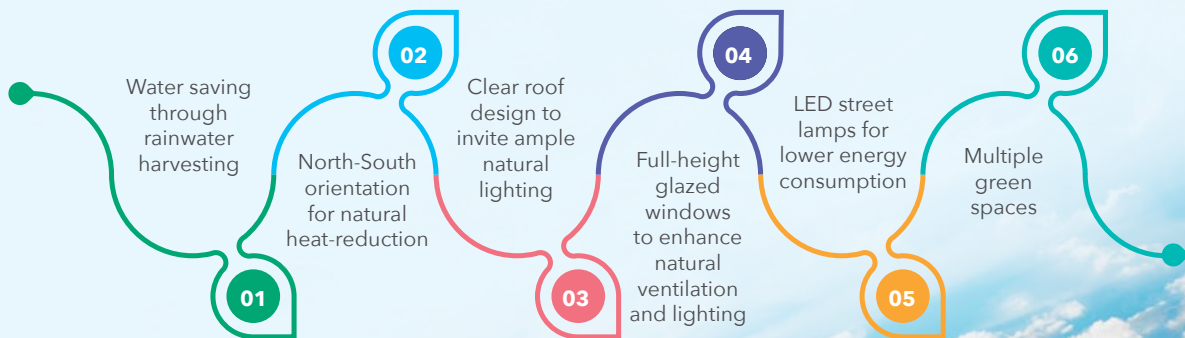 01
Water saving
through
rainwater
harvesting
02
North-South
orientation
for natural
heat-reduction
03
Clear roof
design to
invite ample
natural
lighting
04
Full-height
glazed
windows
to enhance
natural
ventilation
and lighting
05
LED street
lamps for
lower energy
consumption
06
Multiple
green
spaces